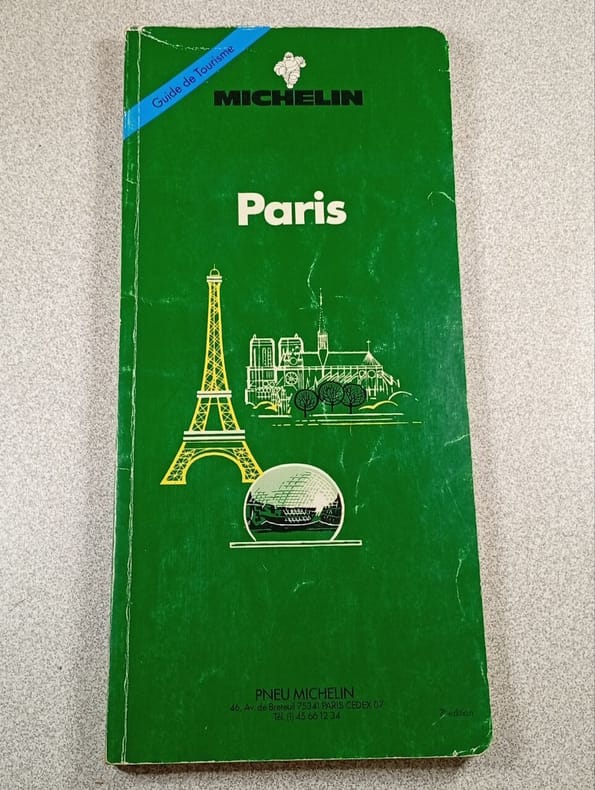 Guide de Tourisme
MICHELIN
Paris
PNEU MICHELIN
46, Av. de Breteuil 75341 PARIS CEDEX 07
Tél. (1) 45 66 12 34
edition